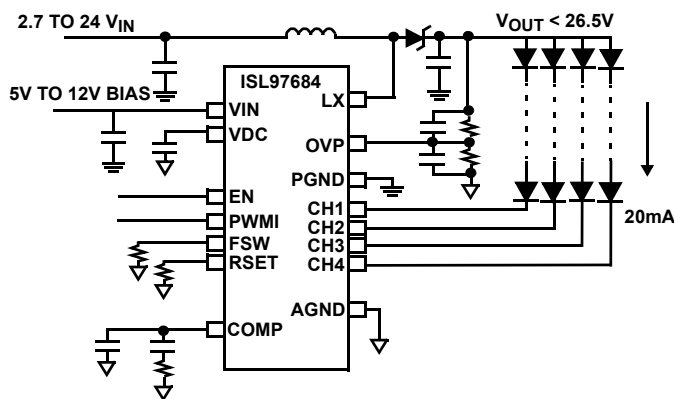 2.7 TO 24 VIN
VOUT < 26.5V
5V TO 12V BIAS
ISL97684
VIN
LX
VDC
OVP
PGND
EN
CH1
20mA
PWMI
CH2
FSW
CH3
RSET
CH4
AGND
COMP